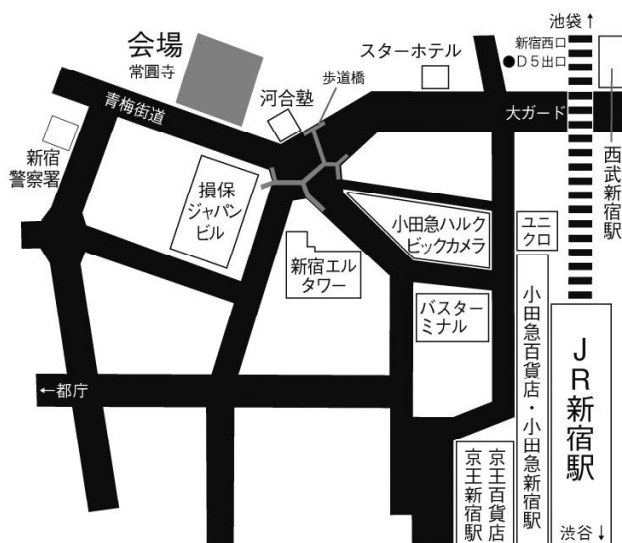 池袋↑
新宿西口
●D5出口
会場
常圓寺
スターホテル
歩道橋
河合塾
青梅街道
大ガード
新宿
警察署
西武新宿駅
損保
ジャパン
ビル
小田急ハルク
ビックカメラ
ユニ
クロ
新宿エル
タワー
バスター
ミナル
小田急百貨店・小田急新宿駅
JR新宿駅
←都庁
京王百貨店
京王新宿駅
渋谷↓